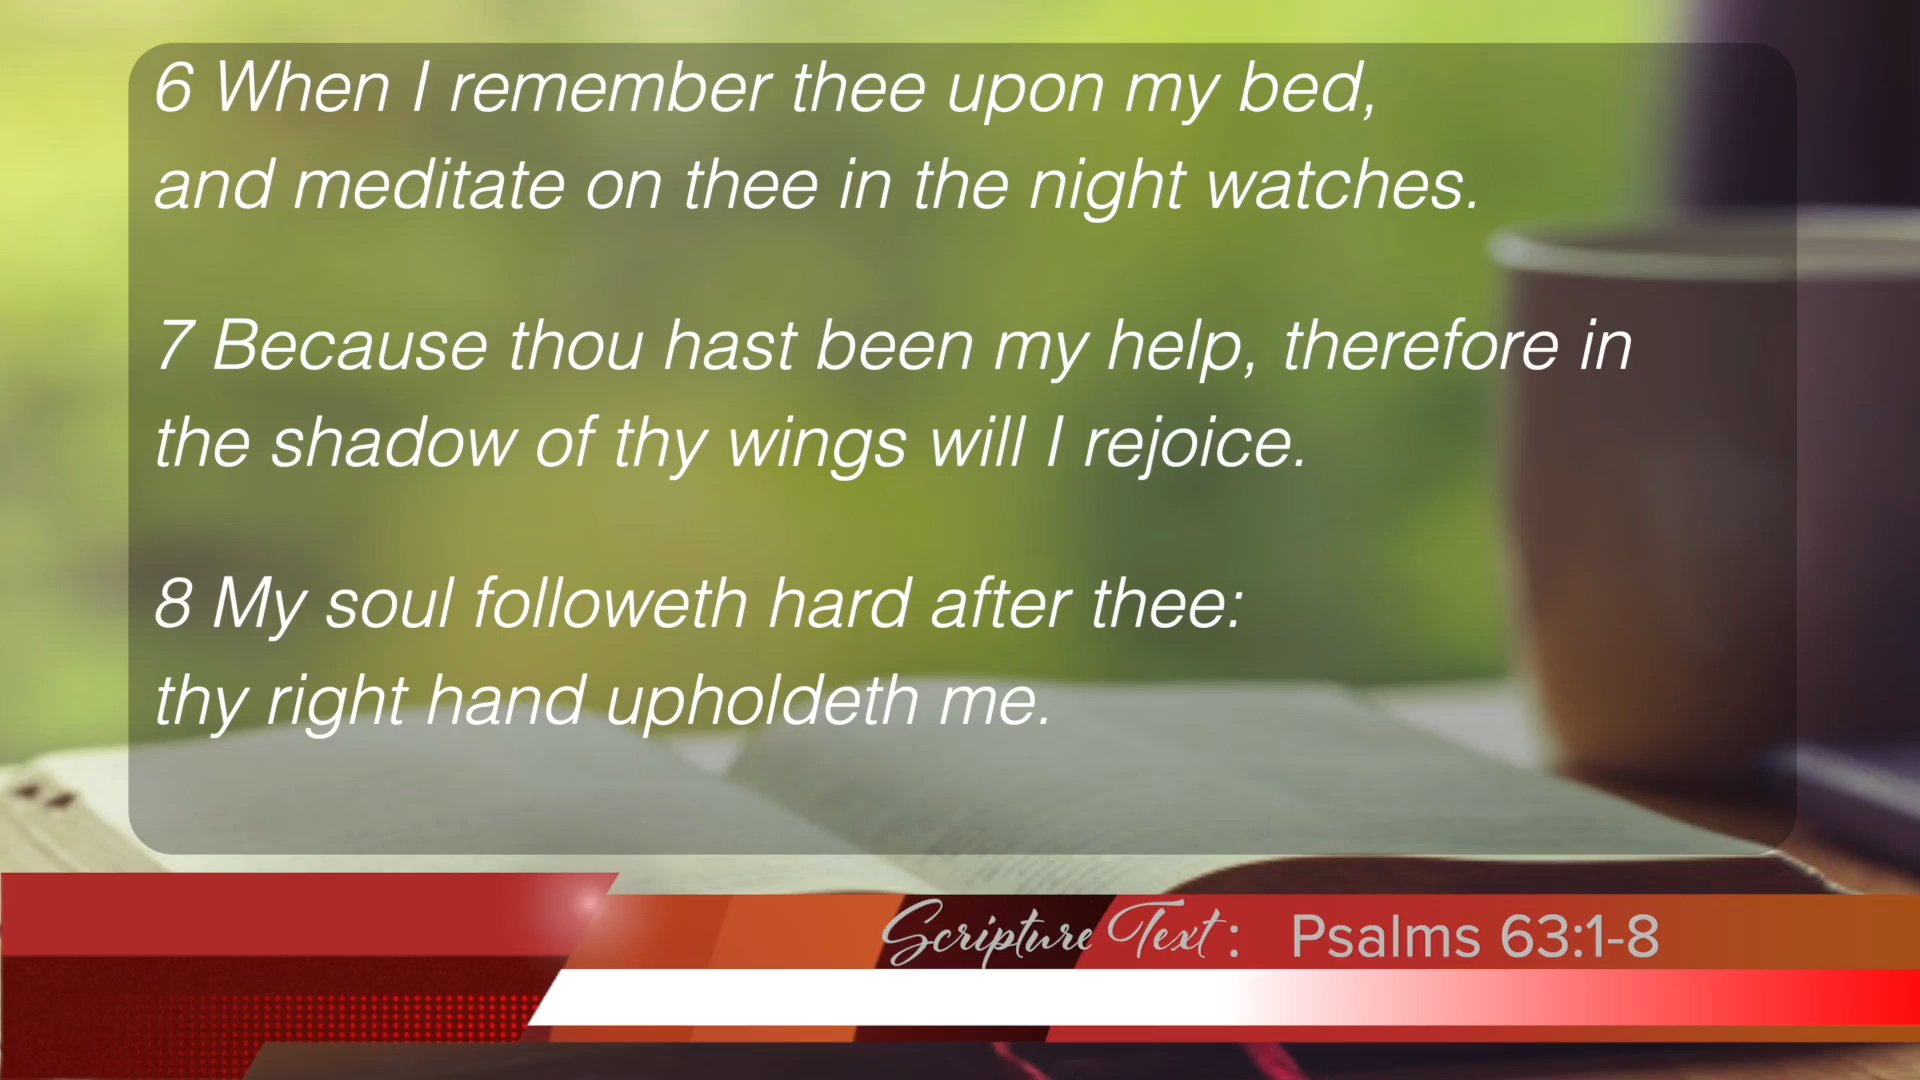 6 When I remember thee upon my bed,
and meditate on thee in the night watches.
7 Because thou hast been my help, therefore in
the shadow of thy wings will I rejoice.
8 My soul followeth hard after thee:
thy right hand upholdeth me.
Scripture Text: Psalms 63:1-8